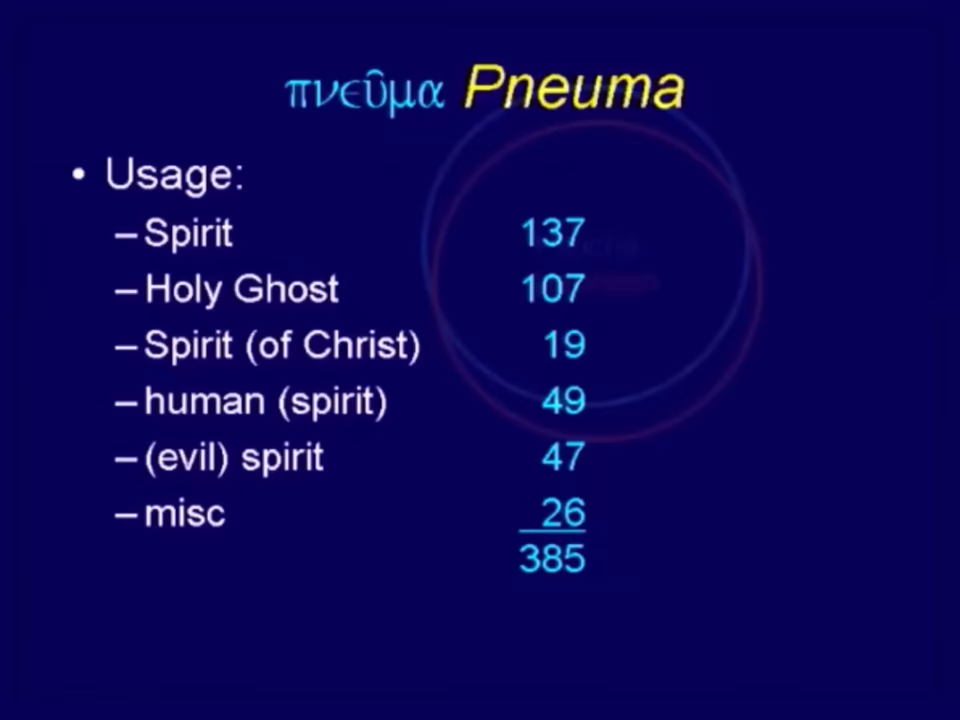 πνεῦμα Pneuma
• Usage:
– Spirit 137
– Holy Ghost 107
– Spirit (of Christ) 19
– human (spirit) 49
– (evil) spirit 47
– misc 26
385